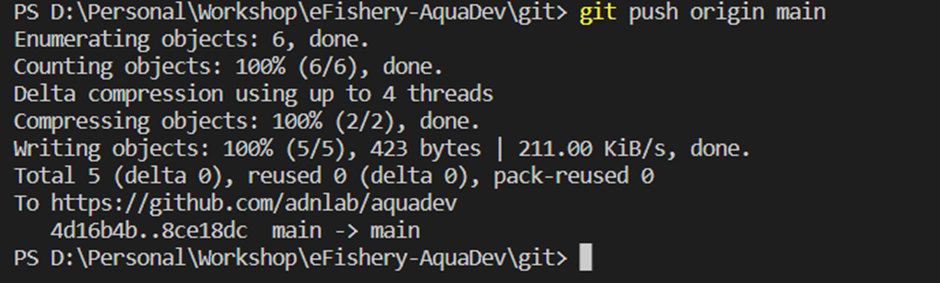 PS D:\Personal\Workshop\eFishery-AquaDev\git> git push origin main
Enumerating objects: 6, done.
Counting objects: 100% (6/6), done.
Delta compression using up to 4 threads
Compressing objects: 100% (2/2), done.
Writing objects: 100% (5/5), 423 bytes | 211.00 KiB/s, done.
Total 5 (delta 0), reused 0 (delta 0), pack-reused 0
To https://github.com/adnlab/aquadev
   4d16b4b..8ce18dc  main -> main
PS D:\Personal\Workshop\eFishery-AquaDev\git>